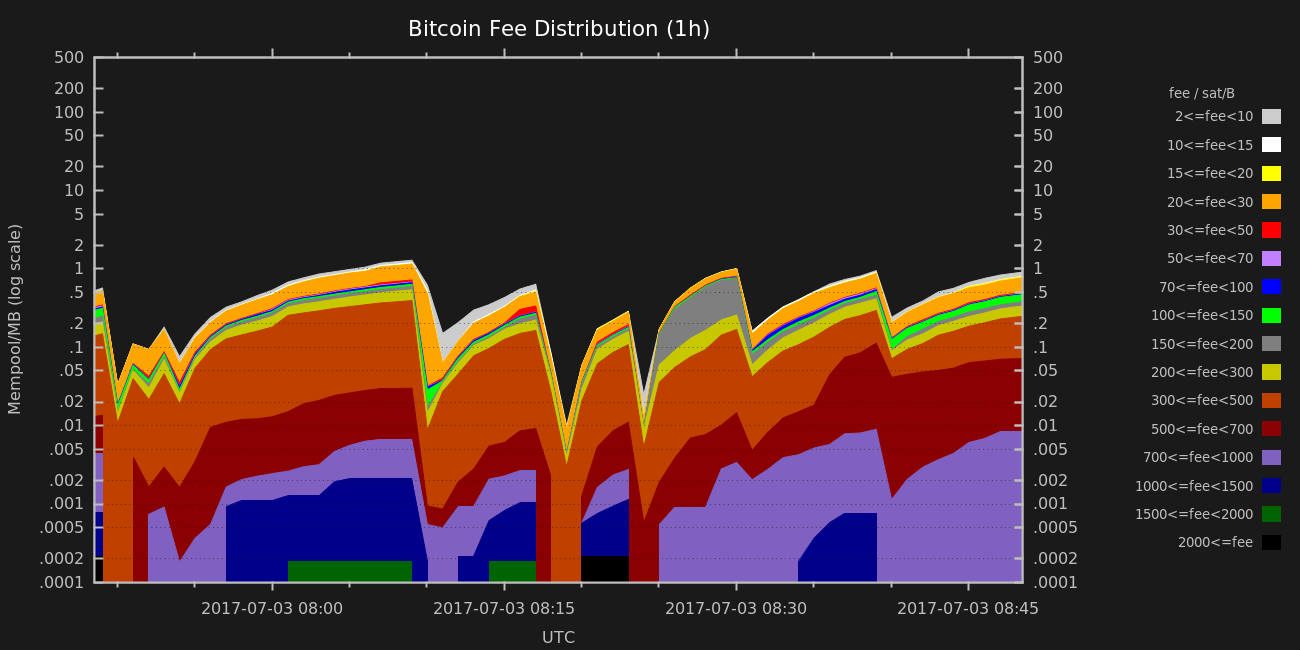 Bitcoin Fee Distribution (1h)
500 500
200 200
100 100
50 50
20 20
10 10
5 5
2 2
1 1
.5 .5
.2 .2
.1 .1
.05 .05
.02 .02
.01 .01
.005 .005
.002 .002
.001 .001
.0005 .0005
.0002 .0002
.0001 .0001
Mempool/MB (log scale)
2017-07-03 08:00 2017-07-03 08:15 2017-07-03 08:30 2017-07-03 08:45
UTC
fee / sat/B
2<=fee<10
10<=fee<15
15<=fee<20
20<=fee<30
30<=fee<50
50<=fee<70
70<=fee<100
100<=fee<150
150<=fee<200
200<=fee<300
300<=fee<500
500<=fee<700
700<=fee<1000
1000<=fee<1500
1500<=fee<2000
2000<=fee